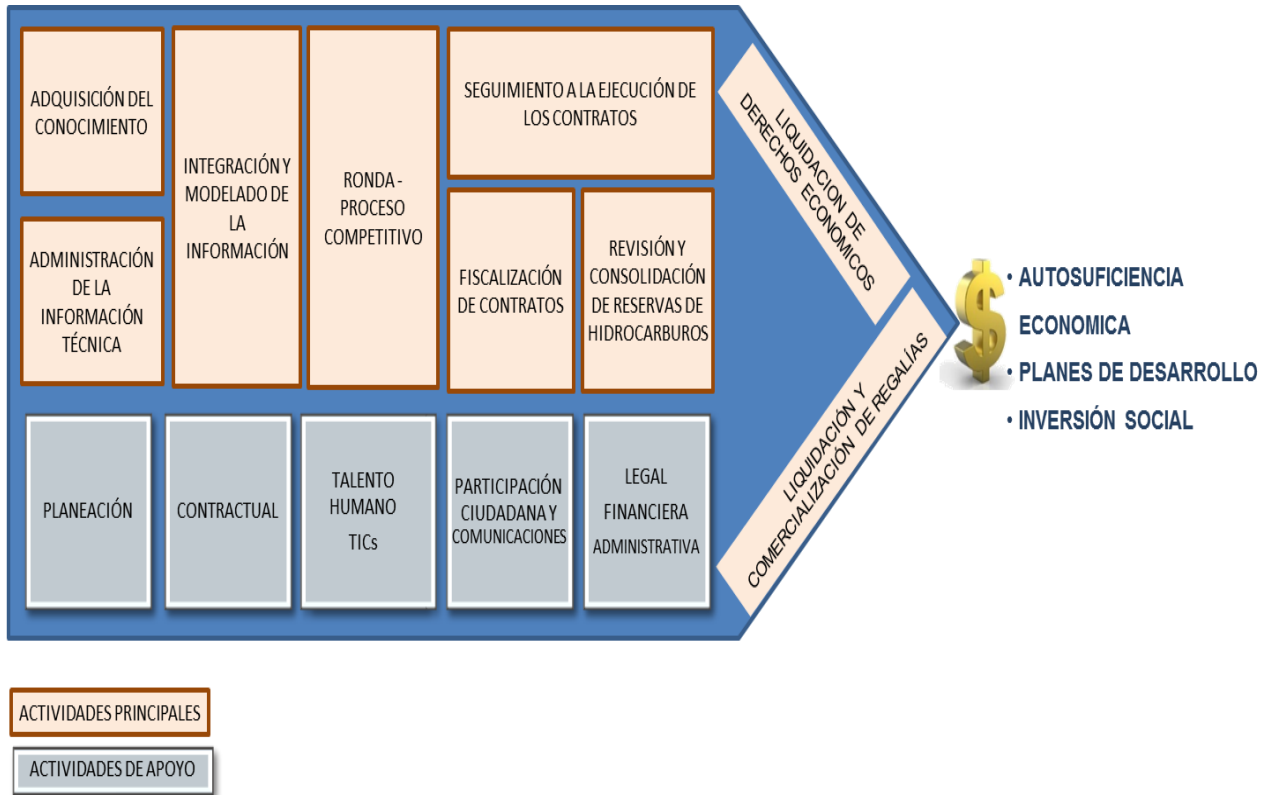 ADQUISICIÓN DEL
CONOCIMIENTO
ADMINISTRACIÓN
DE LA
INFORMACIÓN
TÉCNICA
INTEGRACIÓN Y
MODELADO DE
LA
INFORMACIÓN
RONDA -
PROCESO
COMPETITIVO
SEGUIMIENTO A LA EJECUCIÓN DE
LOS CONTRATOS
FISCALIZACIÓN
DE CONTRATOS
REVISIÓN Y
CONSOLIDACIÓN
DE RESERVAS DE
HIDROCARBUROS
PLANEACIÓN
CONTRACTUAL
TALENTO
HUMANO
TICs
PARTICIPACIÓN
CIUDADANA Y
COMUNICACIONES
LEGAL
FINANCIERA
ADMINISTRATIVA
LIQUIDACION DE
DERECHOS ECONOMICOS
LIQUIDACIÓN Y
COMERCIALIZACIÓN DE REGALÍAS
$
• AUTOSUFICIENCIA
ECONOMICA
• PLANES DE DESARROLLO
• INVERSIÓN SOCIAL
ACTIVIDADES PRINCIPALES
ACTIVIDADES DE APOYO